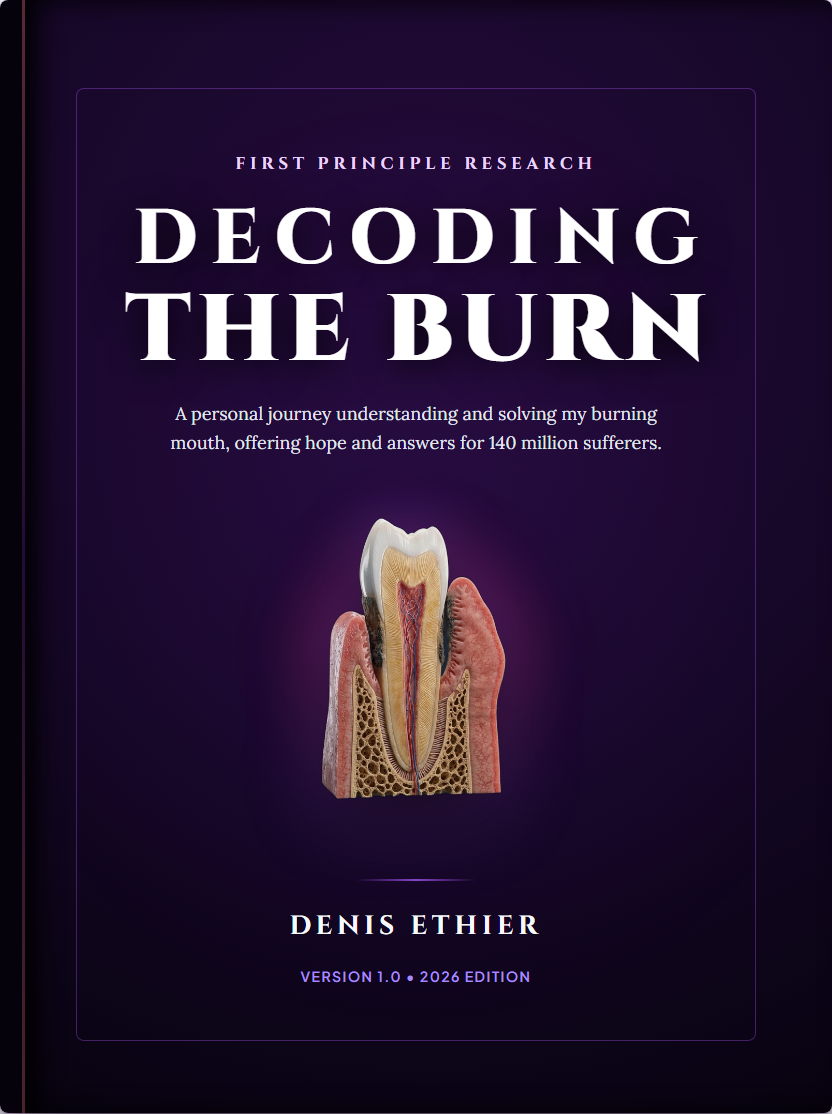 FIRST PRINCIPLE RESEARCH
DECODING
THE BURN
A personal journey understanding and solving my burning
mouth, offering hope and answers for 140 million sufferers.
DENIS ETHIER
VERSION 1.0 • 2026 EDITION